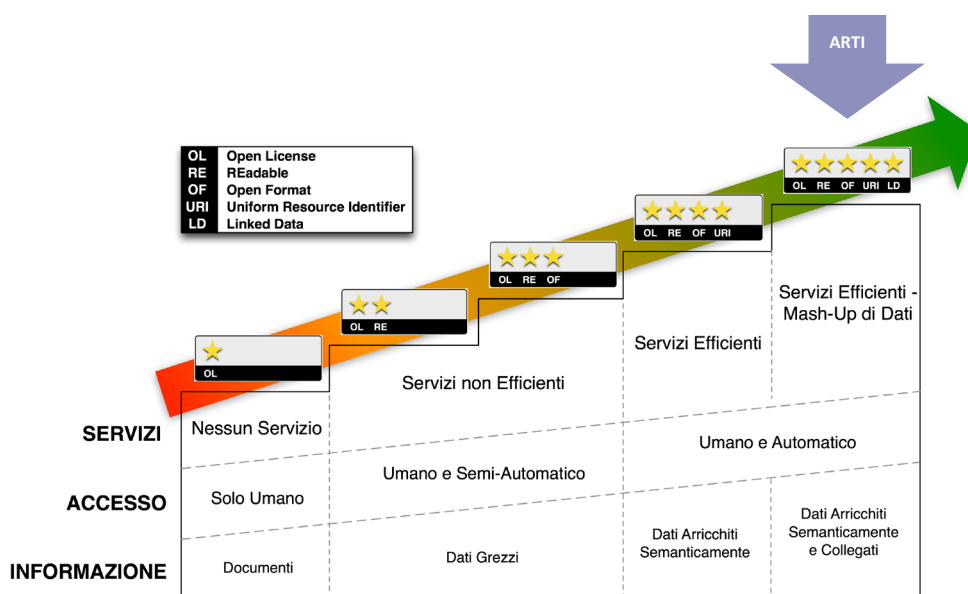 ARTI
OL Open License
RE REadable
OF Open Format
URI Uniform Resource Identifier
LD Linked Data
OL RE OF URI LD
OL RE OF URI
OL RE OF
OL RE
OL
Servizi Efficienti -
Mash-Up di Dati
Servizi Efficienti
Servizi non Efficienti
Nessun Servizio
SERVIZI
Umano e Automatico
Umano e Semi-Automatico
Solo Umano
ACCESSO
Dati Arricchiti
Semanticamente
e Collegati
Dati Arricchiti
Semanticamente
Dati Grezzi
Documenti
INFORMAZIONE